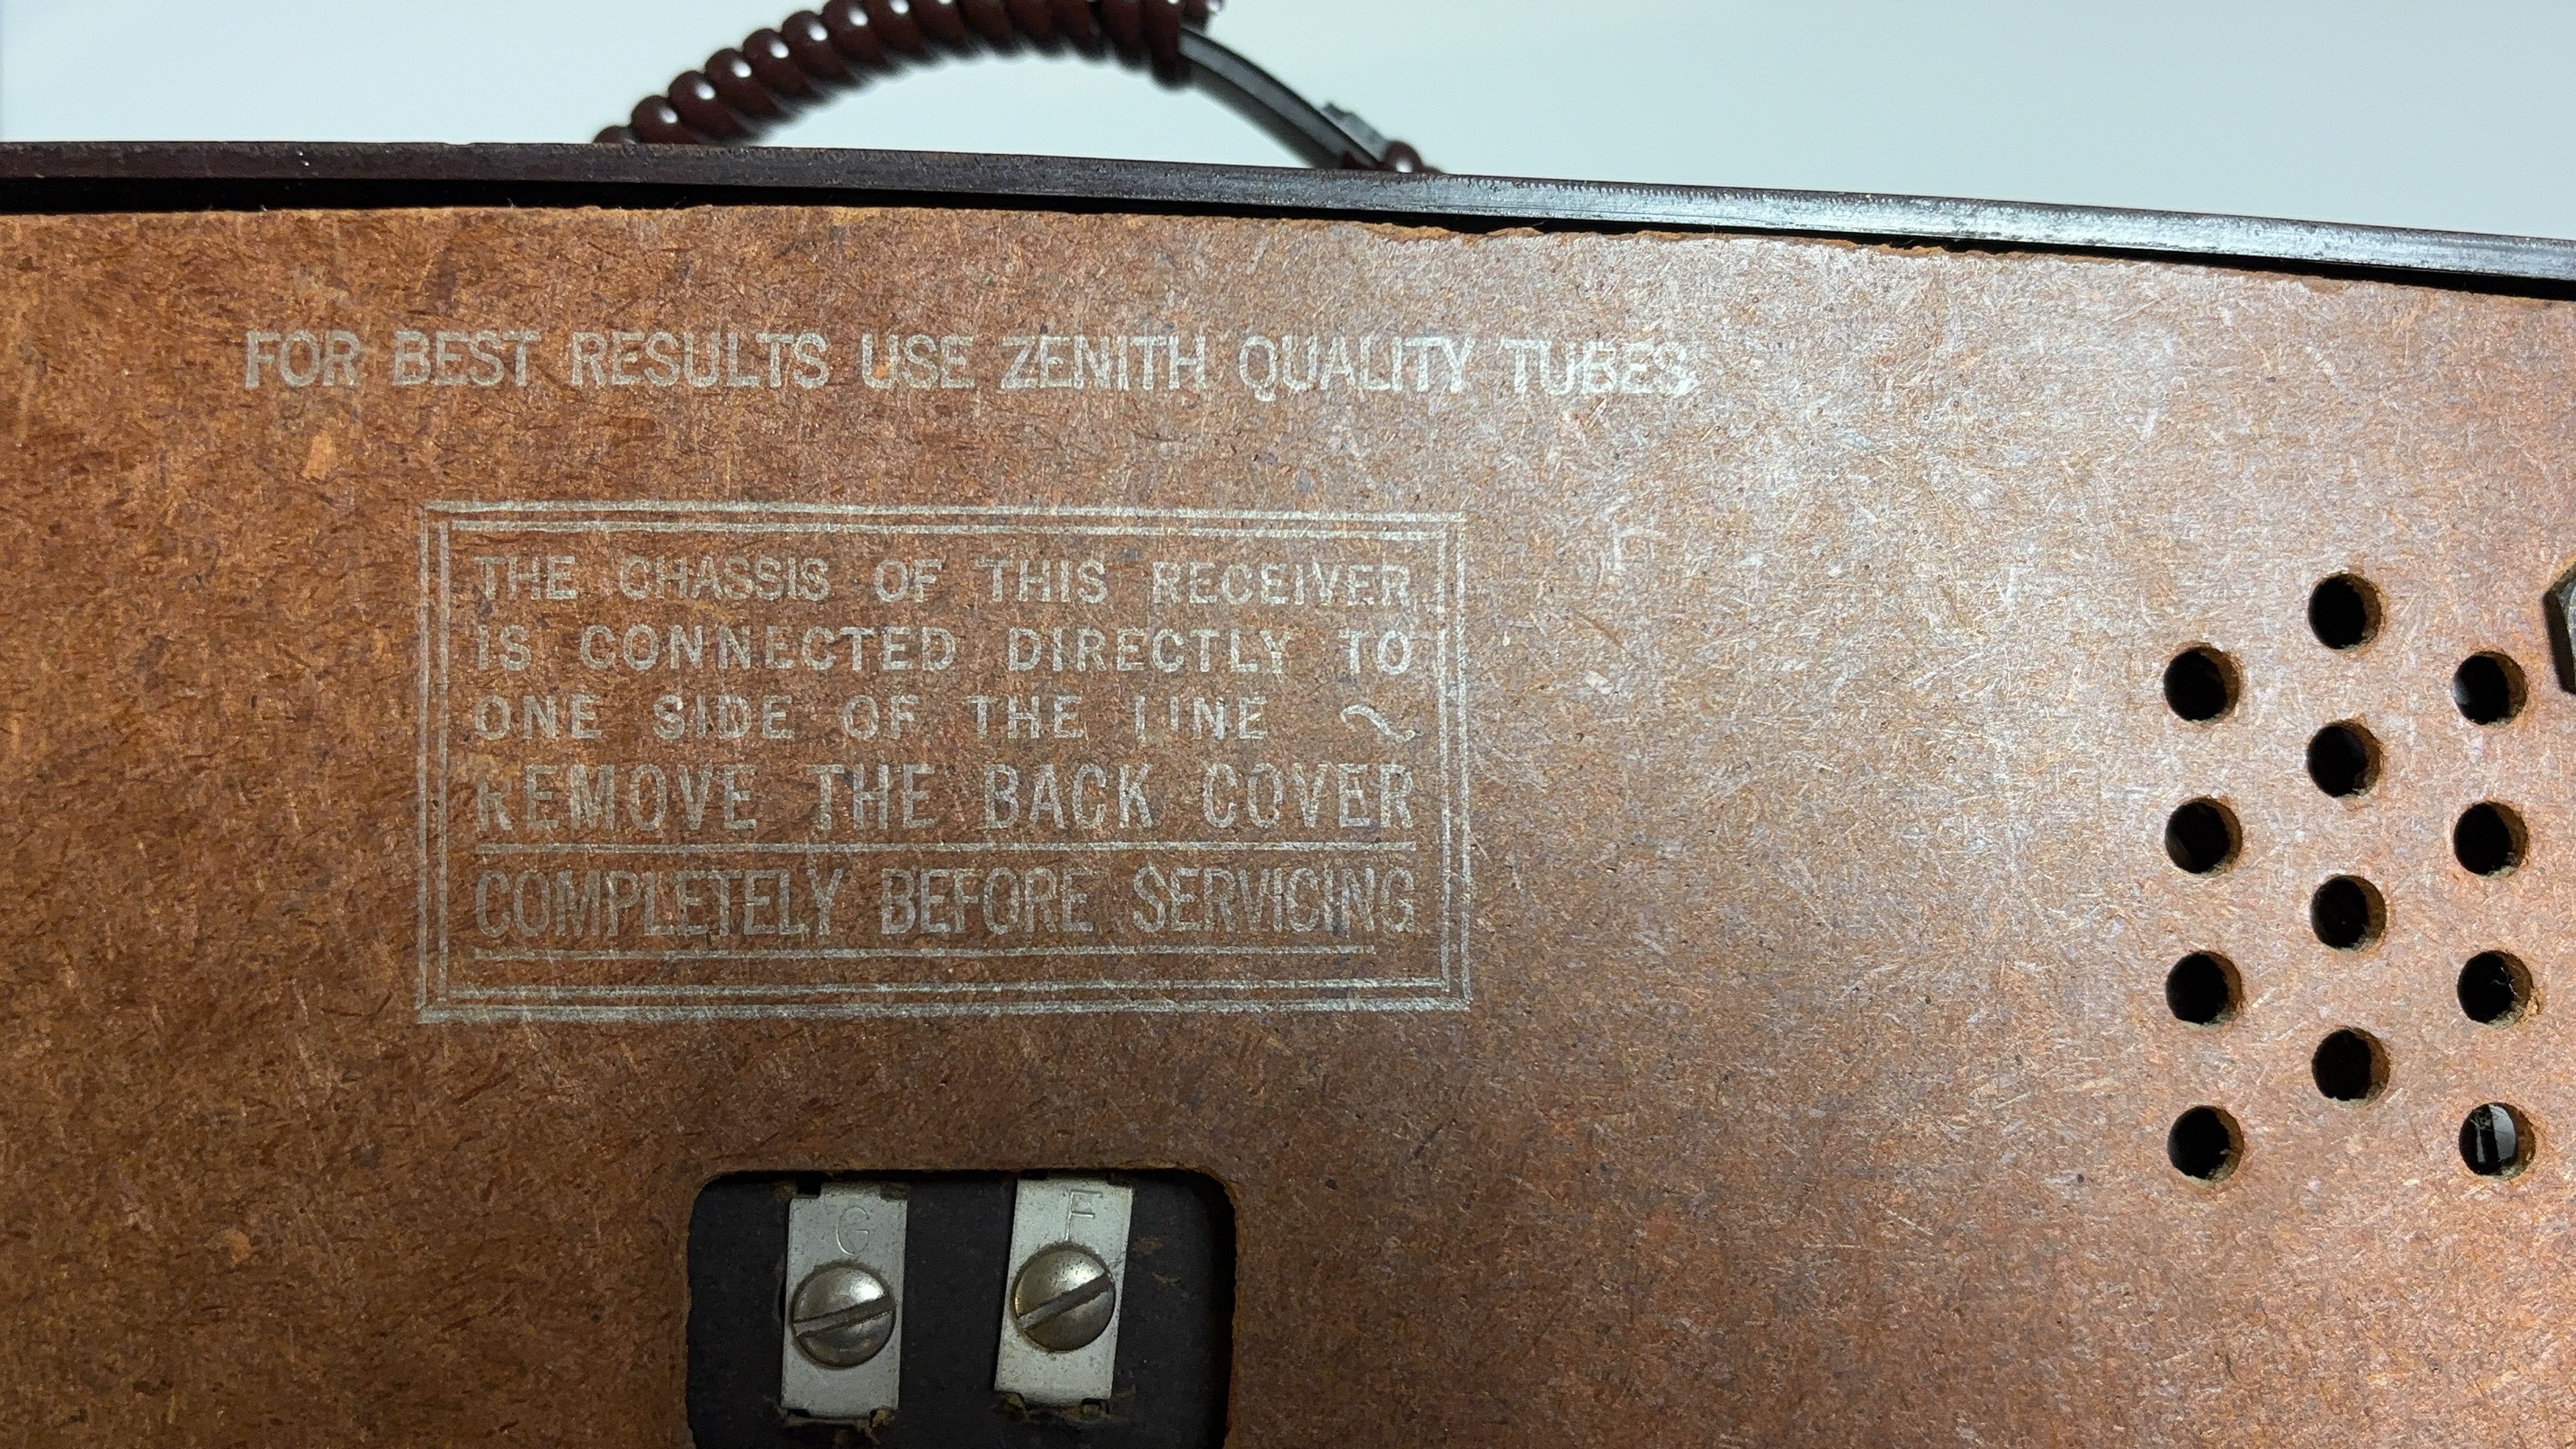 FOR BEST RESULTS USE ZENITH QUALITY TUBES
THE CHASSIS OF THIS RECEIVER
IS CONNECTED DIRECTLY TO
ONE SIDE OF THE LINE ~
REMOVE THE BACK COVER
COMPLETELY BEFORE SERVICING
G F